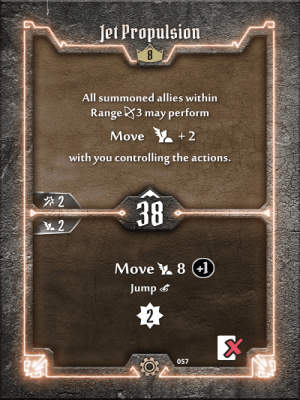 Jet Propulsion
8
All summoned allies within
Range 3 may perform
Move + 2
with you controlling the actions.
2
38
2
Move 8 +1
Jump
2
057